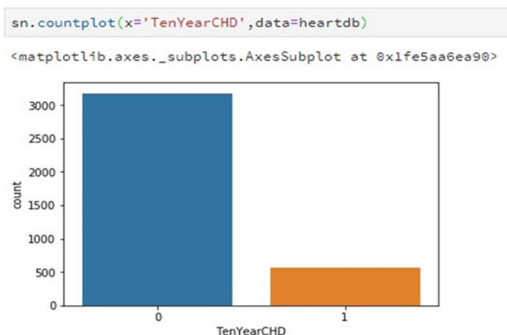 sn.countplot(x='TenYearCHD',data=heartdb)
<matplotlib.axes._subplots.AxesSubplot at 0x1fe5aa6ea90>
3000
2500
2000
1500
1000
500
0
count
0 1
TenYearCHD